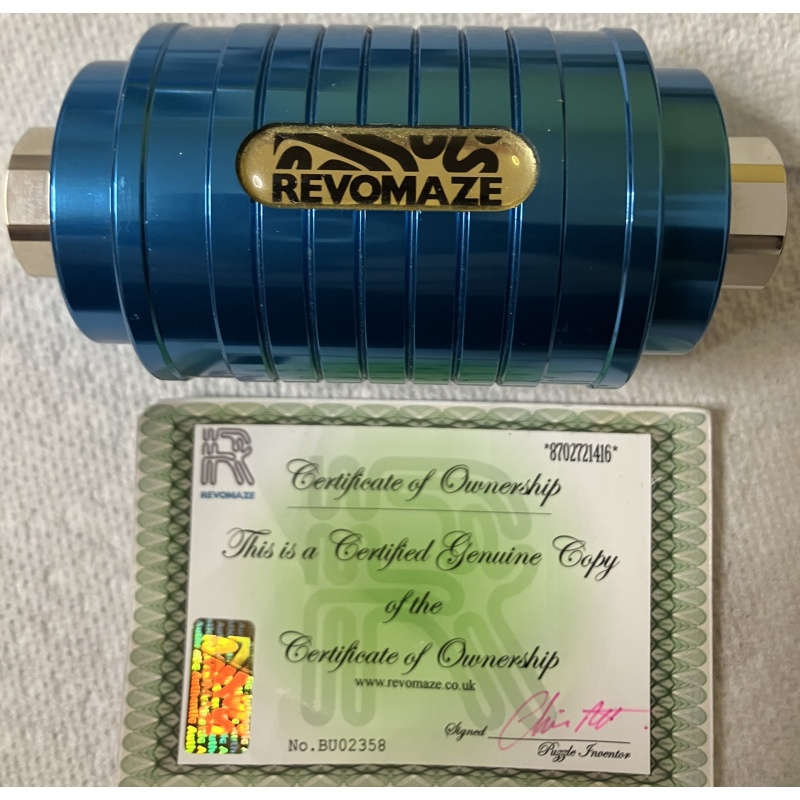 REVOMAZE
REVOMAZE
*8702721416*
Certificate of Ownership
This is a Certified Genuine Copy
of the
Certificate of Ownership
www.revomaze.co.uk
Signed
No.BU02358
Puzzle Inventor